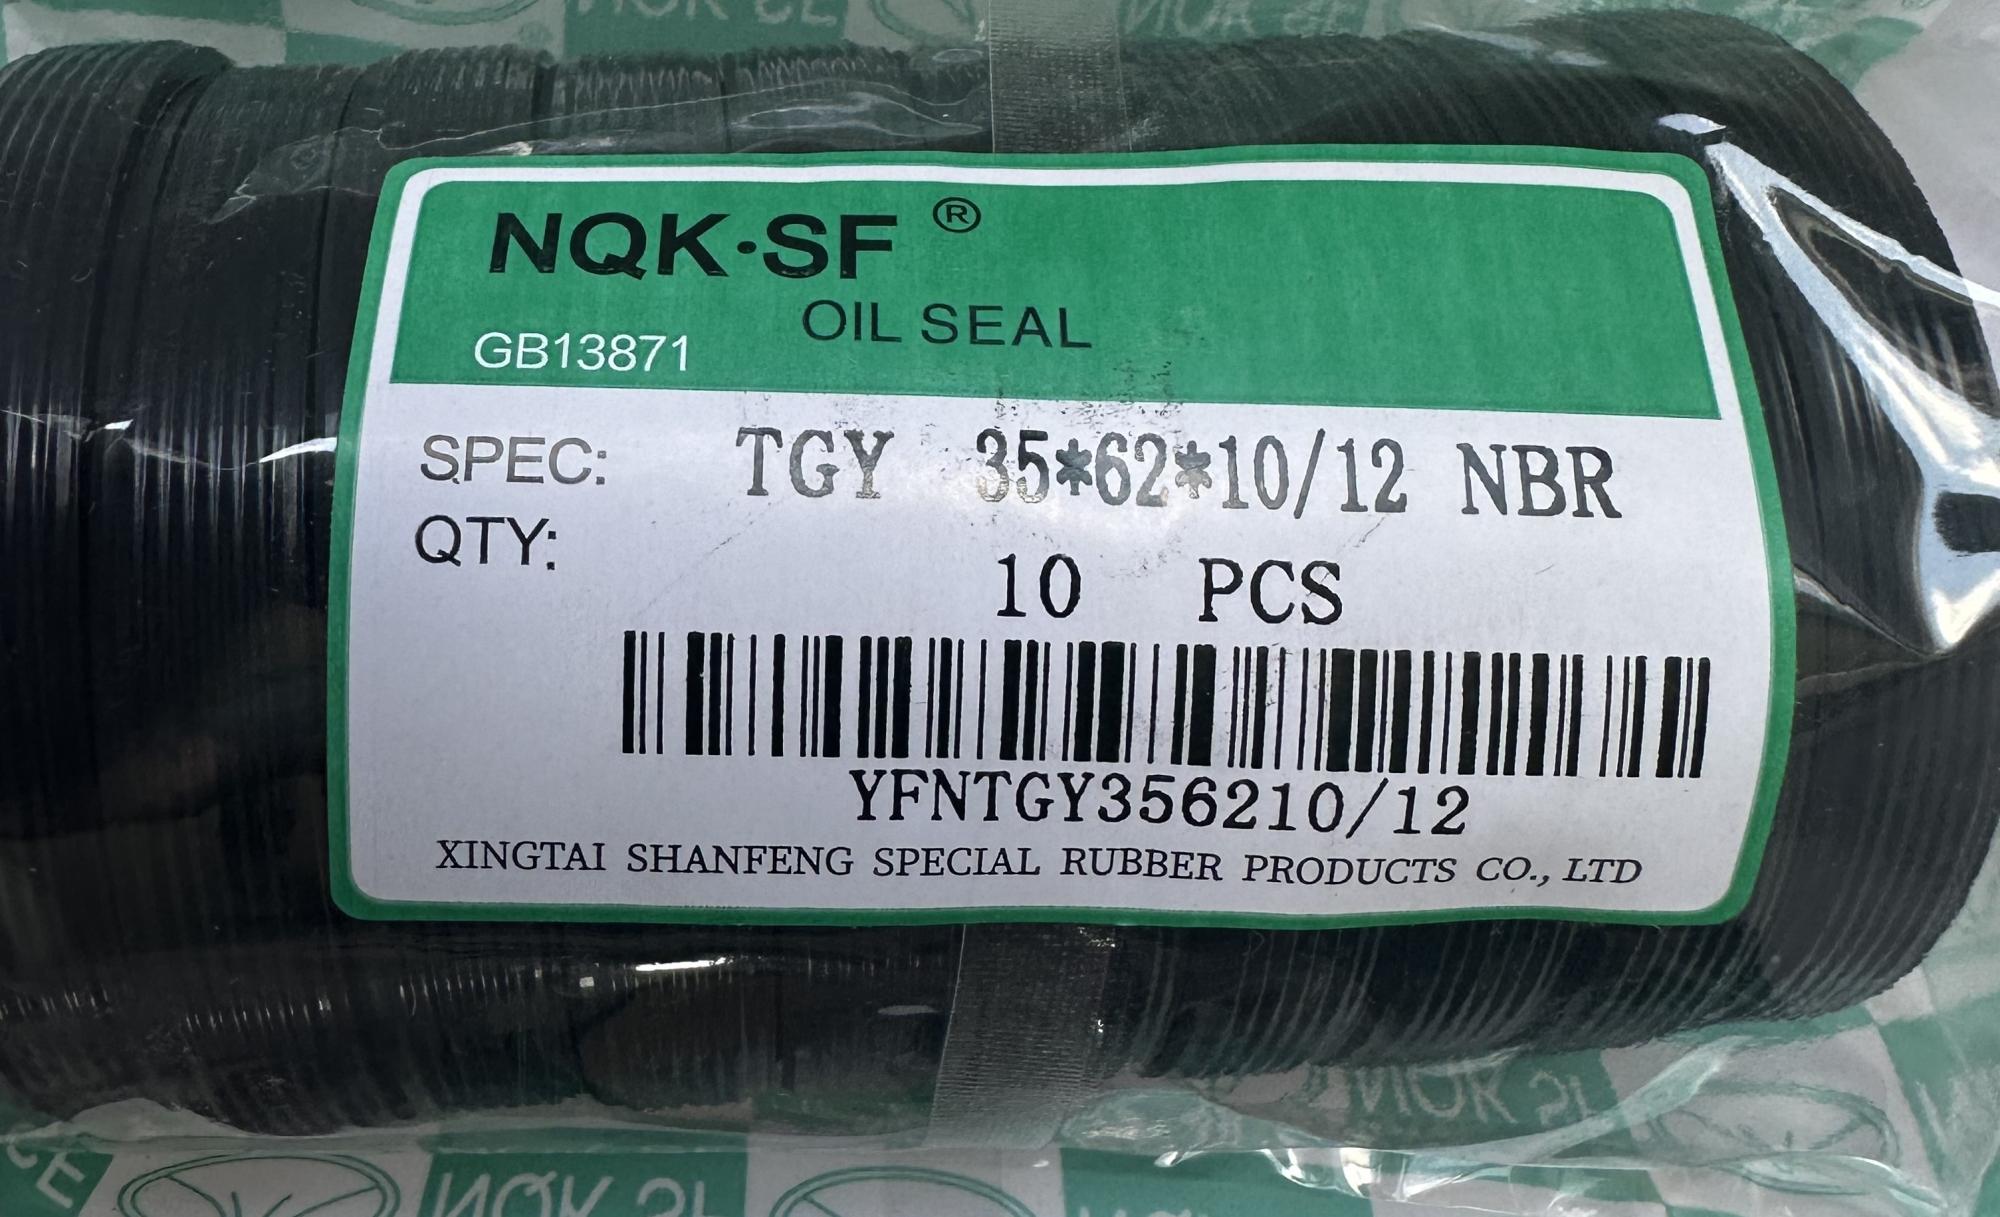 NQK·SF ®
OIL SEAL
GB13871
SPEC: TGY 35*62*10/12 NBR
QTY: 10 PCS
YFNTGY356210/12
XINGTAI SHANFENG SPECIAL RUBBER PRODUCTS CO., LTD